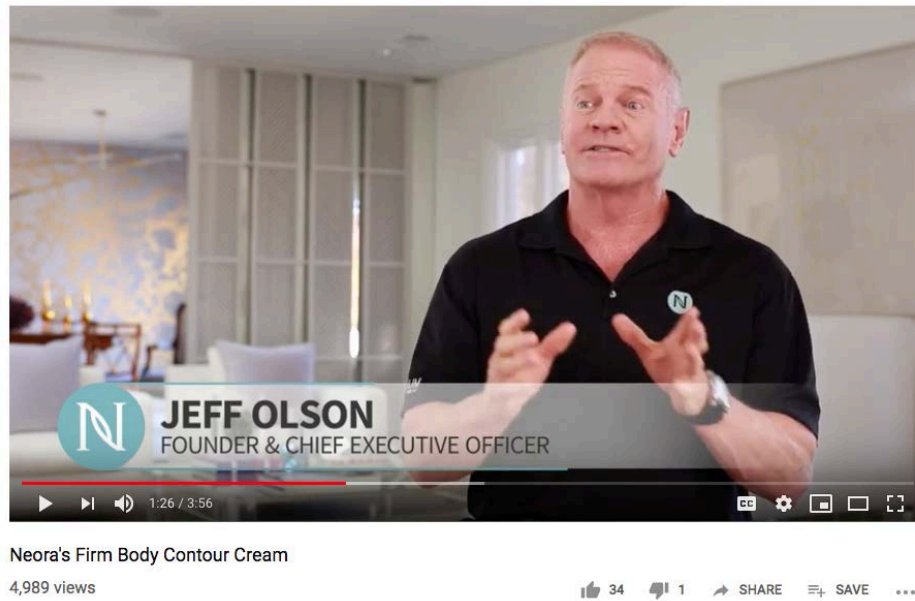 N
N
JEFF OLSON
FOUNDER & CHIEF EXECUTIVE OFFICER
1:26 / 3:56
CC
Neora's Firm Body Contour Cream
4,989 views
34
1
SHARE
SAVE